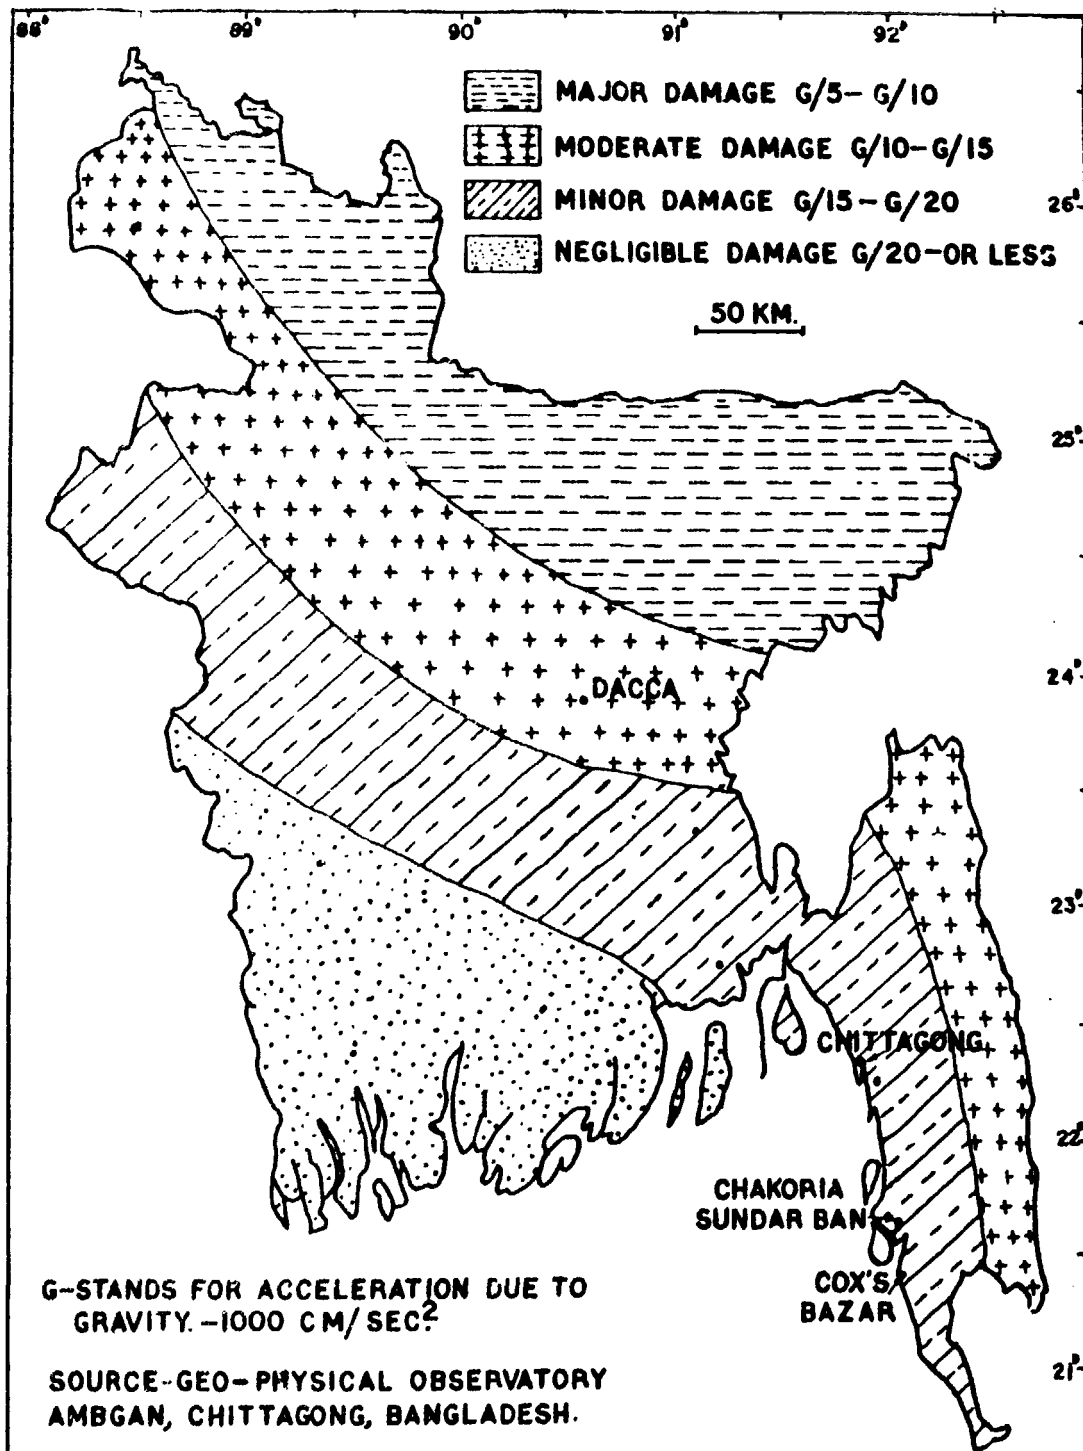 88° 89° 90° 91° 92°
MAJOR DAMAGE G/5-G/10
MODERATE DAMAGE G/10-G/15
MINOR DAMAGE G/15-G/20
26°
NEGLIGIBLE DAMAGE G/20-OR LESS
50 KM.
25°
24°
DACCA
23°
CHITTAGONG
22°
CHAKORIA
SUNDAR BAN
COX'S
BAZAR
21°
G-STANDS FOR ACCELERATION DUE TO
GRAVITY.-1000 CM/SEC.²
SOURCE-GEO-PHYSICAL OBSERVATORY
AMBGAN, CHITTAGONG, BANGLADESH.